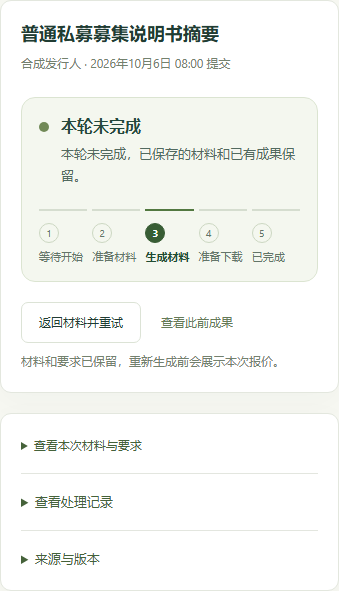 普通私募募集说明书摘要
合成发行人 · 2026年10月6日 08:00 提交
本轮未完成
本轮未完成，已保存的材料和已有成果保
留。
1 2 3 4 5
等待开始 准备材料 生成材料 准备下载 已完成
返回材料并重试 查看此前成果
材料和要求已保留，重新生成前会展示本次报价。
查看本次材料与要求
查看处理记录
来源与版本